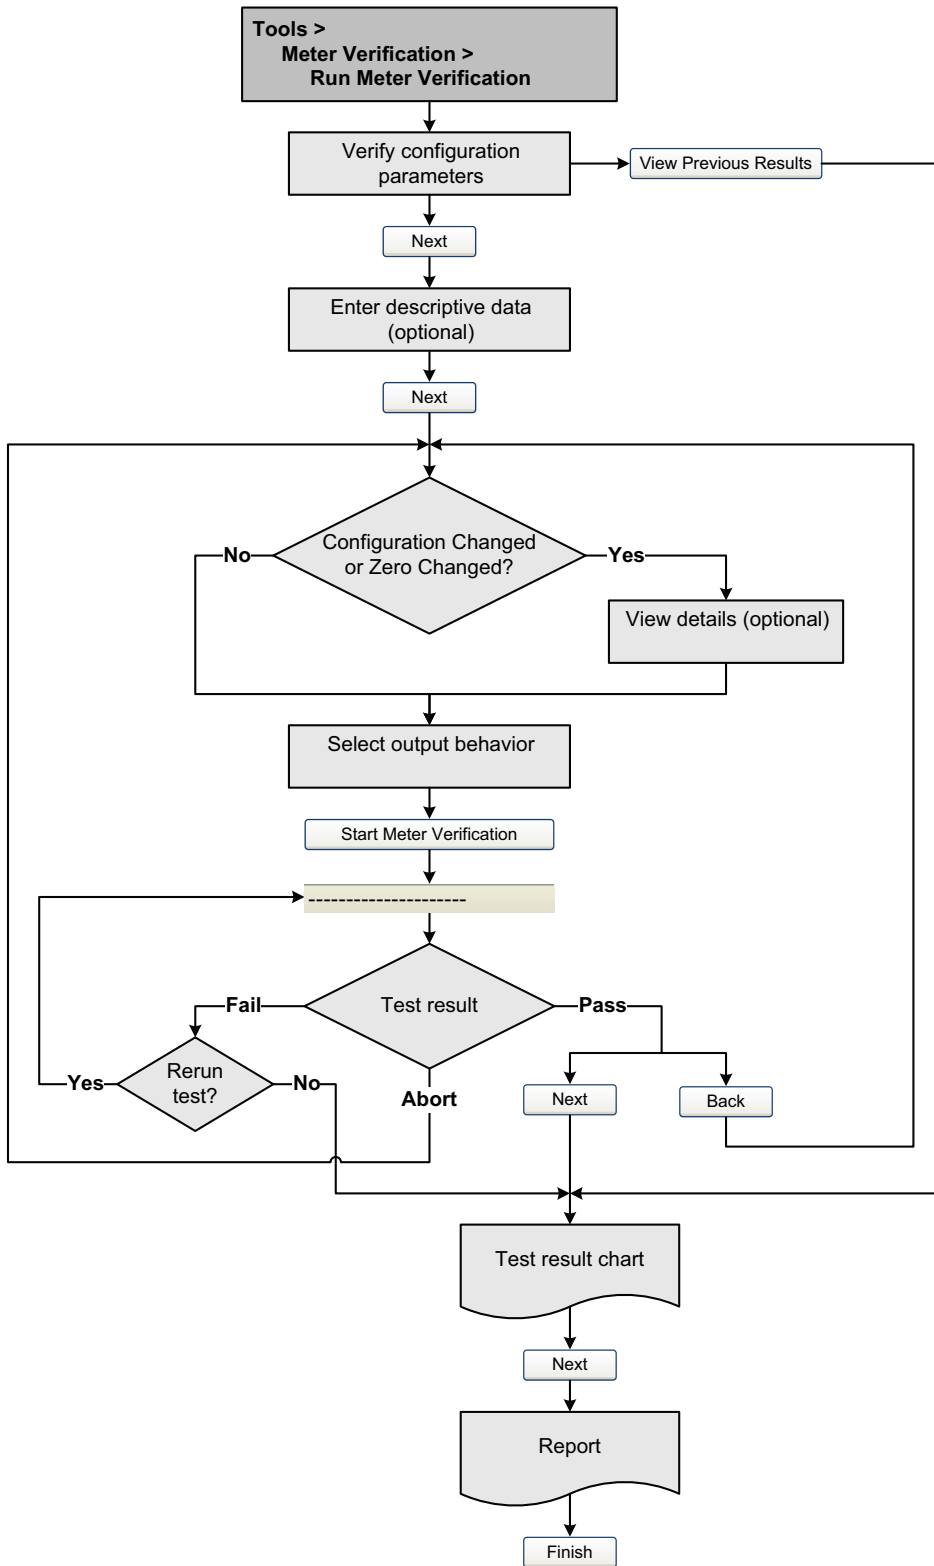 Tools >
Meter Verification >
Run Meter Verification
Verify configuration
parameters
View Previous Results
Next
Enter descriptive data
(optional)
Next
Configuration Changed
or Zero Changed?
No
Yes
View details (optional)
Select output behavior
Start Meter Verification
---------------------
Test result
Fail
Pass
Rerun
test?
Yes
No
Abort
Next
Back
Test result chart
Next
Report
Finish